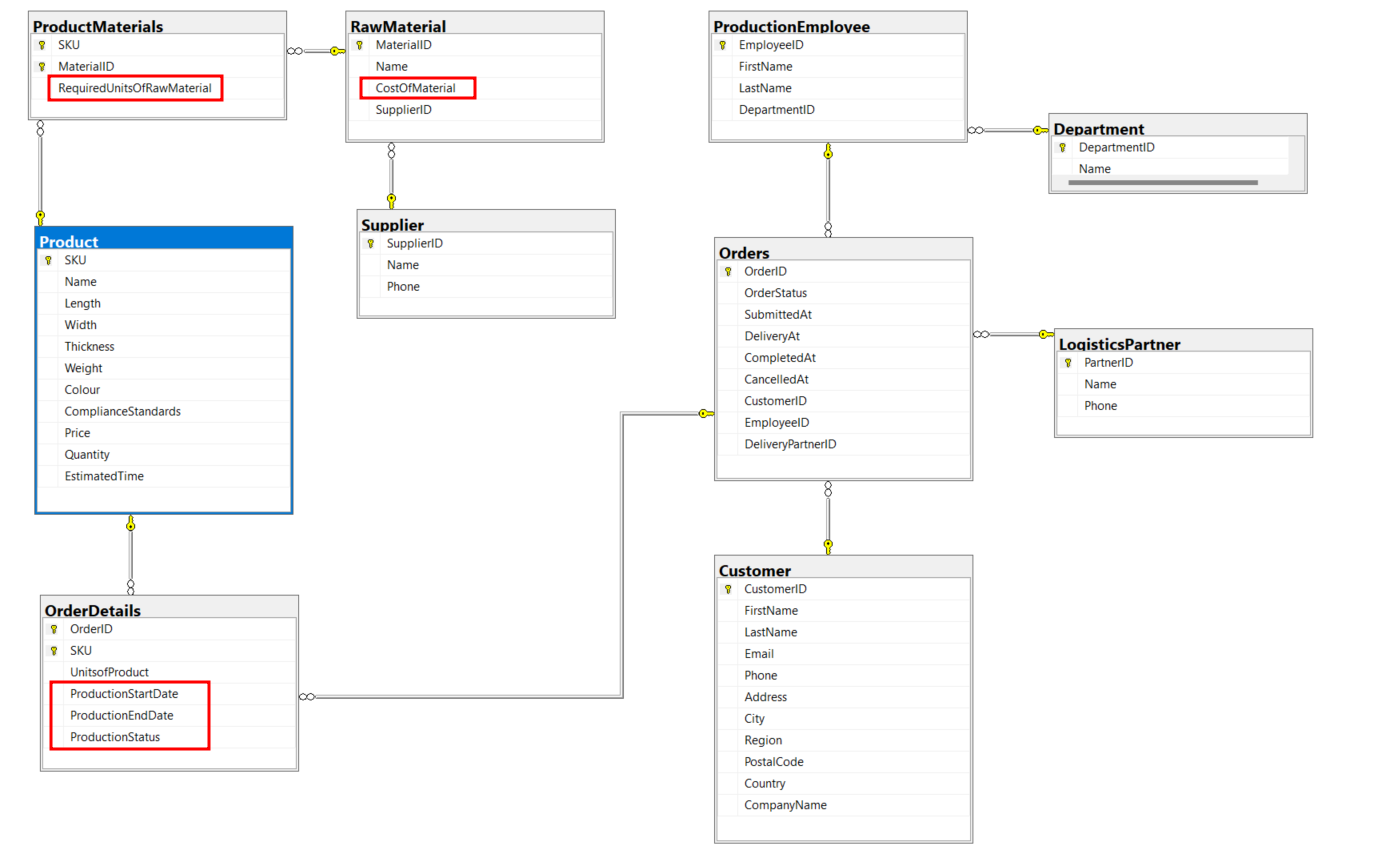 ProductMaterials
SKU
MaterialID
RequiredUnitsOfRawMaterial
RawMaterial
MaterialID
Name
CostOfMaterial
SupplierID
ProductionEmployee
EmployeeID
FirstName
LastName
DepartmentID
Department
DepartmentID
Name
Supplier
SupplierID
Name
Phone
Product
SKU
Name
Length
Width
Thickness
Weight
Colour
ComplianceStandards
Price
Quantity
EstimatedTime
Orders
OrderID
OrderStatus
SubmittedAt
DeliveryAt
CompletedAt
CancelledAt
CustomerID
EmployeeID
DeliveryPartnerID
LogisticsPartner
PartnerID
Name
Phone
OrderDetails
OrderID
SKU
UnitsofProduct
ProductionStartDate
ProductionEndDate
ProductionStatus
Customer
CustomerID
FirstName
LastName
Email
Phone
Address
City
Region
PostalCode
Country
CompanyName